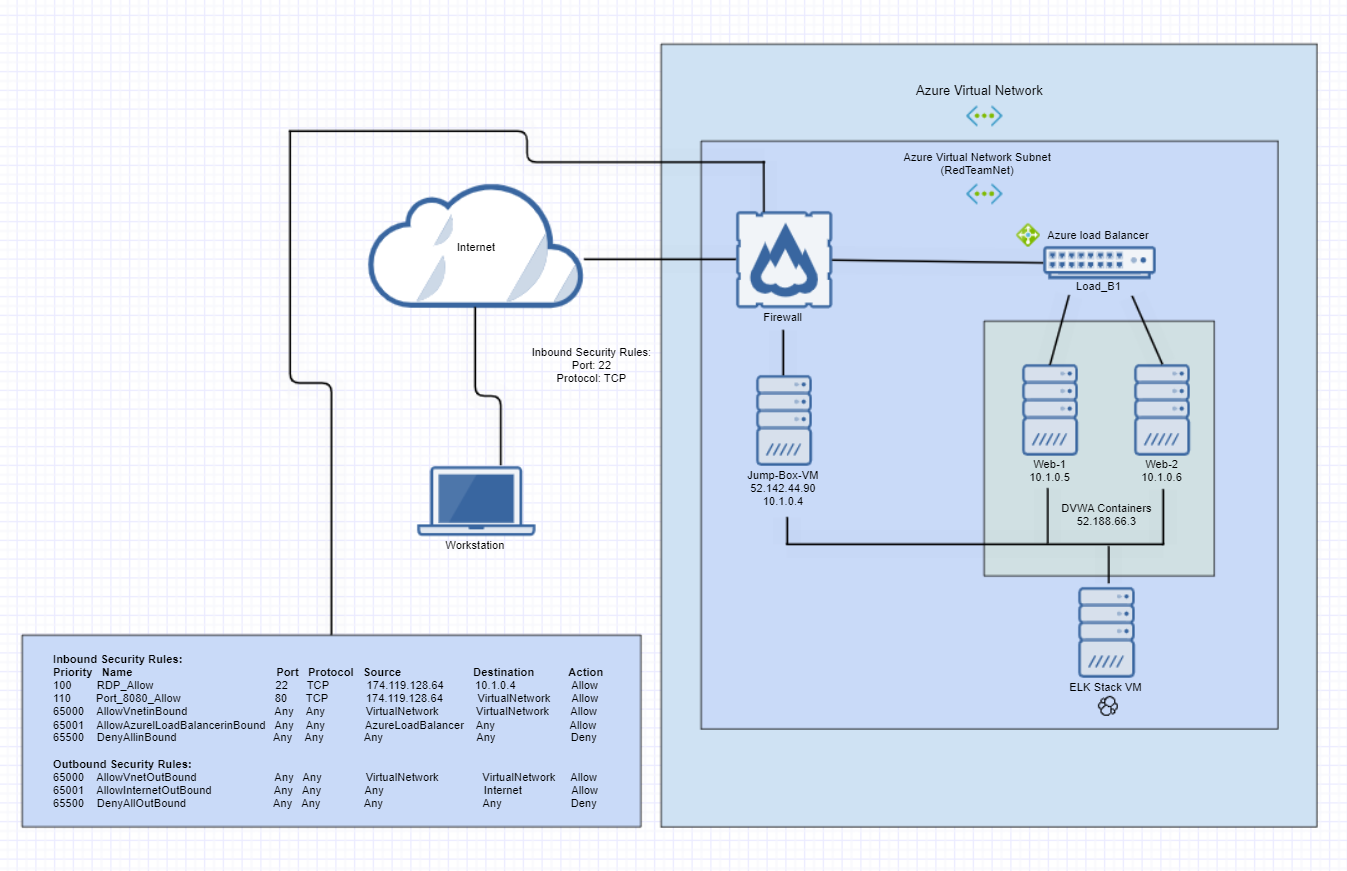 Azure Virtual Network
Azure Virtual Network Subnet
(RedTeamNet)
Internet
Azure load Balancer
Load_B1
Firewall
Inbound Security Rules:
Port: 22
Protocol: TCP
Jump-Box-VM
52.142.44.90
10.1.0.4
Web-1
10.1.0.5
Web-2
10.1.0.6
DVWA Containers
52.188.66.3
Workstation
ELK Stack VM
Inbound Security Rules:
Priority Name Port Protocol Source Destination Action
100 RDP_Allow 22 TCP 174.119.128.64 10.1.0.4 Allow
110 Port_8080_Allow 80 TCP 174.119.128.64 VirtualNetwork Allow
65000 AllowVnetinBound Any Any VirtualNetwork VirtualNetwork Allow
65001 AllowAzurelLoadBalancerinBound Any Any AzureLoadBalancer Any Allow
65500 DenyAllinBound Any Any Any Any Deny
Outbound Security Rules:
65000 AllowVnetOutBound Any Any VirtualNetwork VirtualNetwork Allow
65001 AllowInternetOutBound Any Any Any Internet Allow
65500 DenyAllOutBound Any Any Any Any Deny